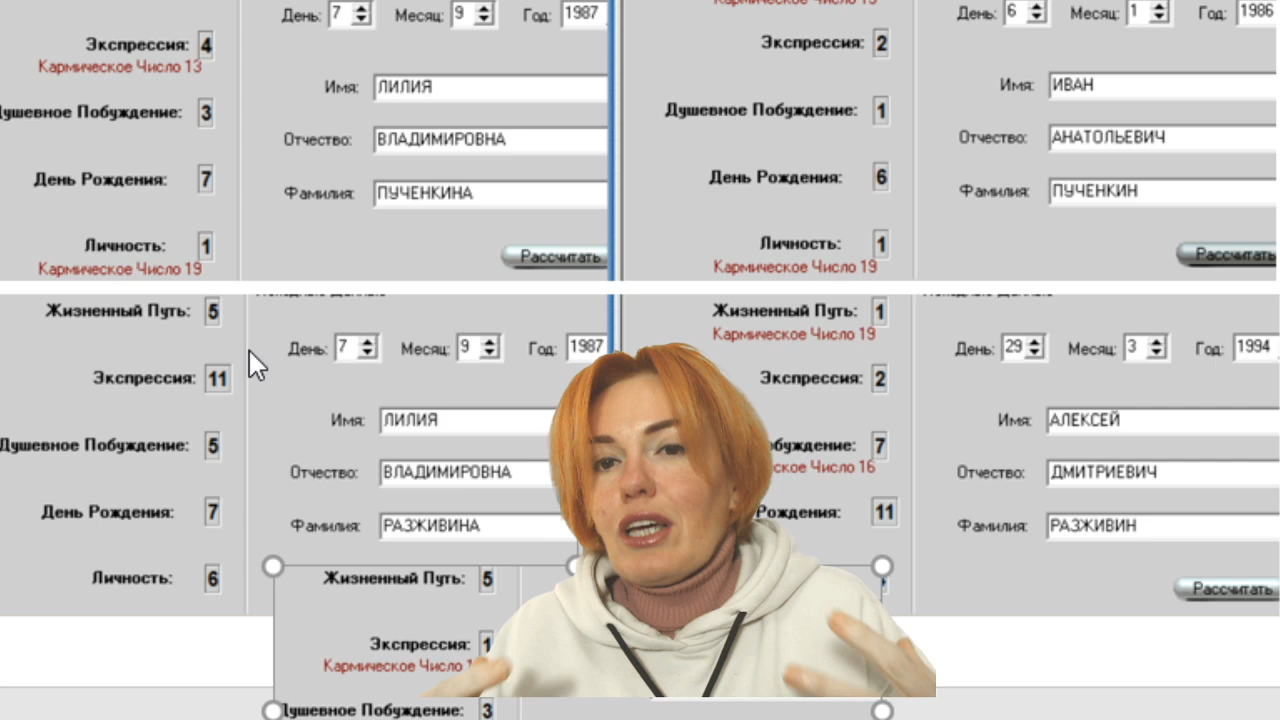 День: 7 Месяц: 9 Год: 1987
Экспрессия: 4
Кармическое Число 13
Имя: ЛИЛИЯ
Душевное Побуждение: 3
Отчество: ВЛАДИМИРОВНА
День Рождения: 7
Фамилия: ПУЧЕНКИНА
Личность: 1
Рассчитать
Кармическое Число 19
День: 6 Месяц: 1 Год: 1986
Экспрессия: 2
Имя: ИВАН
Душевное Побуждение: 1
Отчество: АНАТОЛЬЕВИЧ
День Рождения: 6
Фамилия: ПУЧЕНКИН
Личность: 1
Рассчитать
Кармическое Число 19
Жизненный Путь: 5
День: 7 Месяц: 9 Год: 1987
Экспрессия: 11
Имя: ЛИЛИЯ
Душевное Побуждение: 5
Отчество: ВЛАДИМИРОВНА
День Рождения: 7
Фамилия: РАЗЖИВИНА
Личность: 6
Жизненный Путь: 1
Кармическое Число 19
День: 29 Месяц: 3 Год: 1994
Экспрессия: 2
Имя: АЛЕКСЕЙ
обуждение: 7
ское Число 16
Отчество: ДМИТРИЕВИЧ
Рождения: 11
Фамилия: РАЗЖИВИН
Рассчитать
Жизненный Путь: 5
Экспрессия:
Кармическое Число
Душевное Побуждение: 3